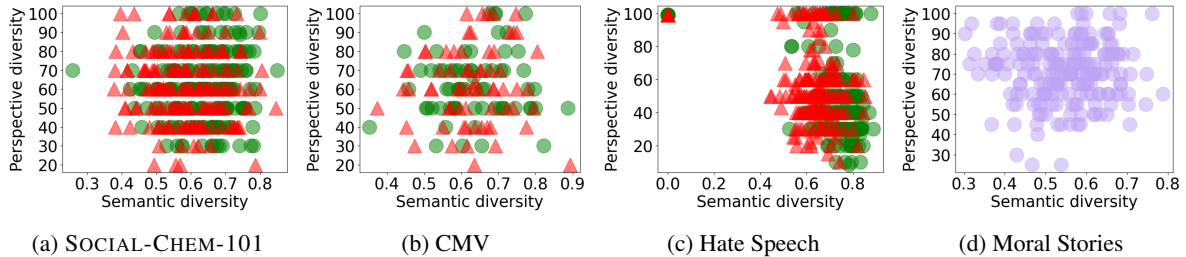 Perspective diversity
100
90
80
70
60
50
40
30
20
0.3 0.4 0.5 0.6 0.7 0.8
Semantic diversity
(a) SOCIAL-CHEM-101
Perspective diversity
100
90
80
70
60
50
40
30
20
0.4 0.5 0.6 0.7 0.8 0.9
Semantic diversity
(b) CMV
Perspective diversity
100
80
60
40
20
0.0 0.2 0.4 0.6 0.8
Semantic diversity
(c) Hate Speech
Perspective diversity
100
90
80
70
60
50
40
30
0.3 0.4 0.5 0.6 0.7 0.8
Semantic diversity
(d) Moral Stories